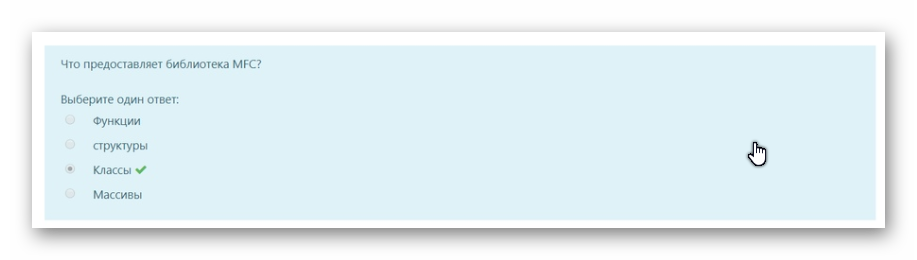 Что предоставляет библиотека MFC?
Выберите один ответ:
Функции
структуры
Классы
Массивы